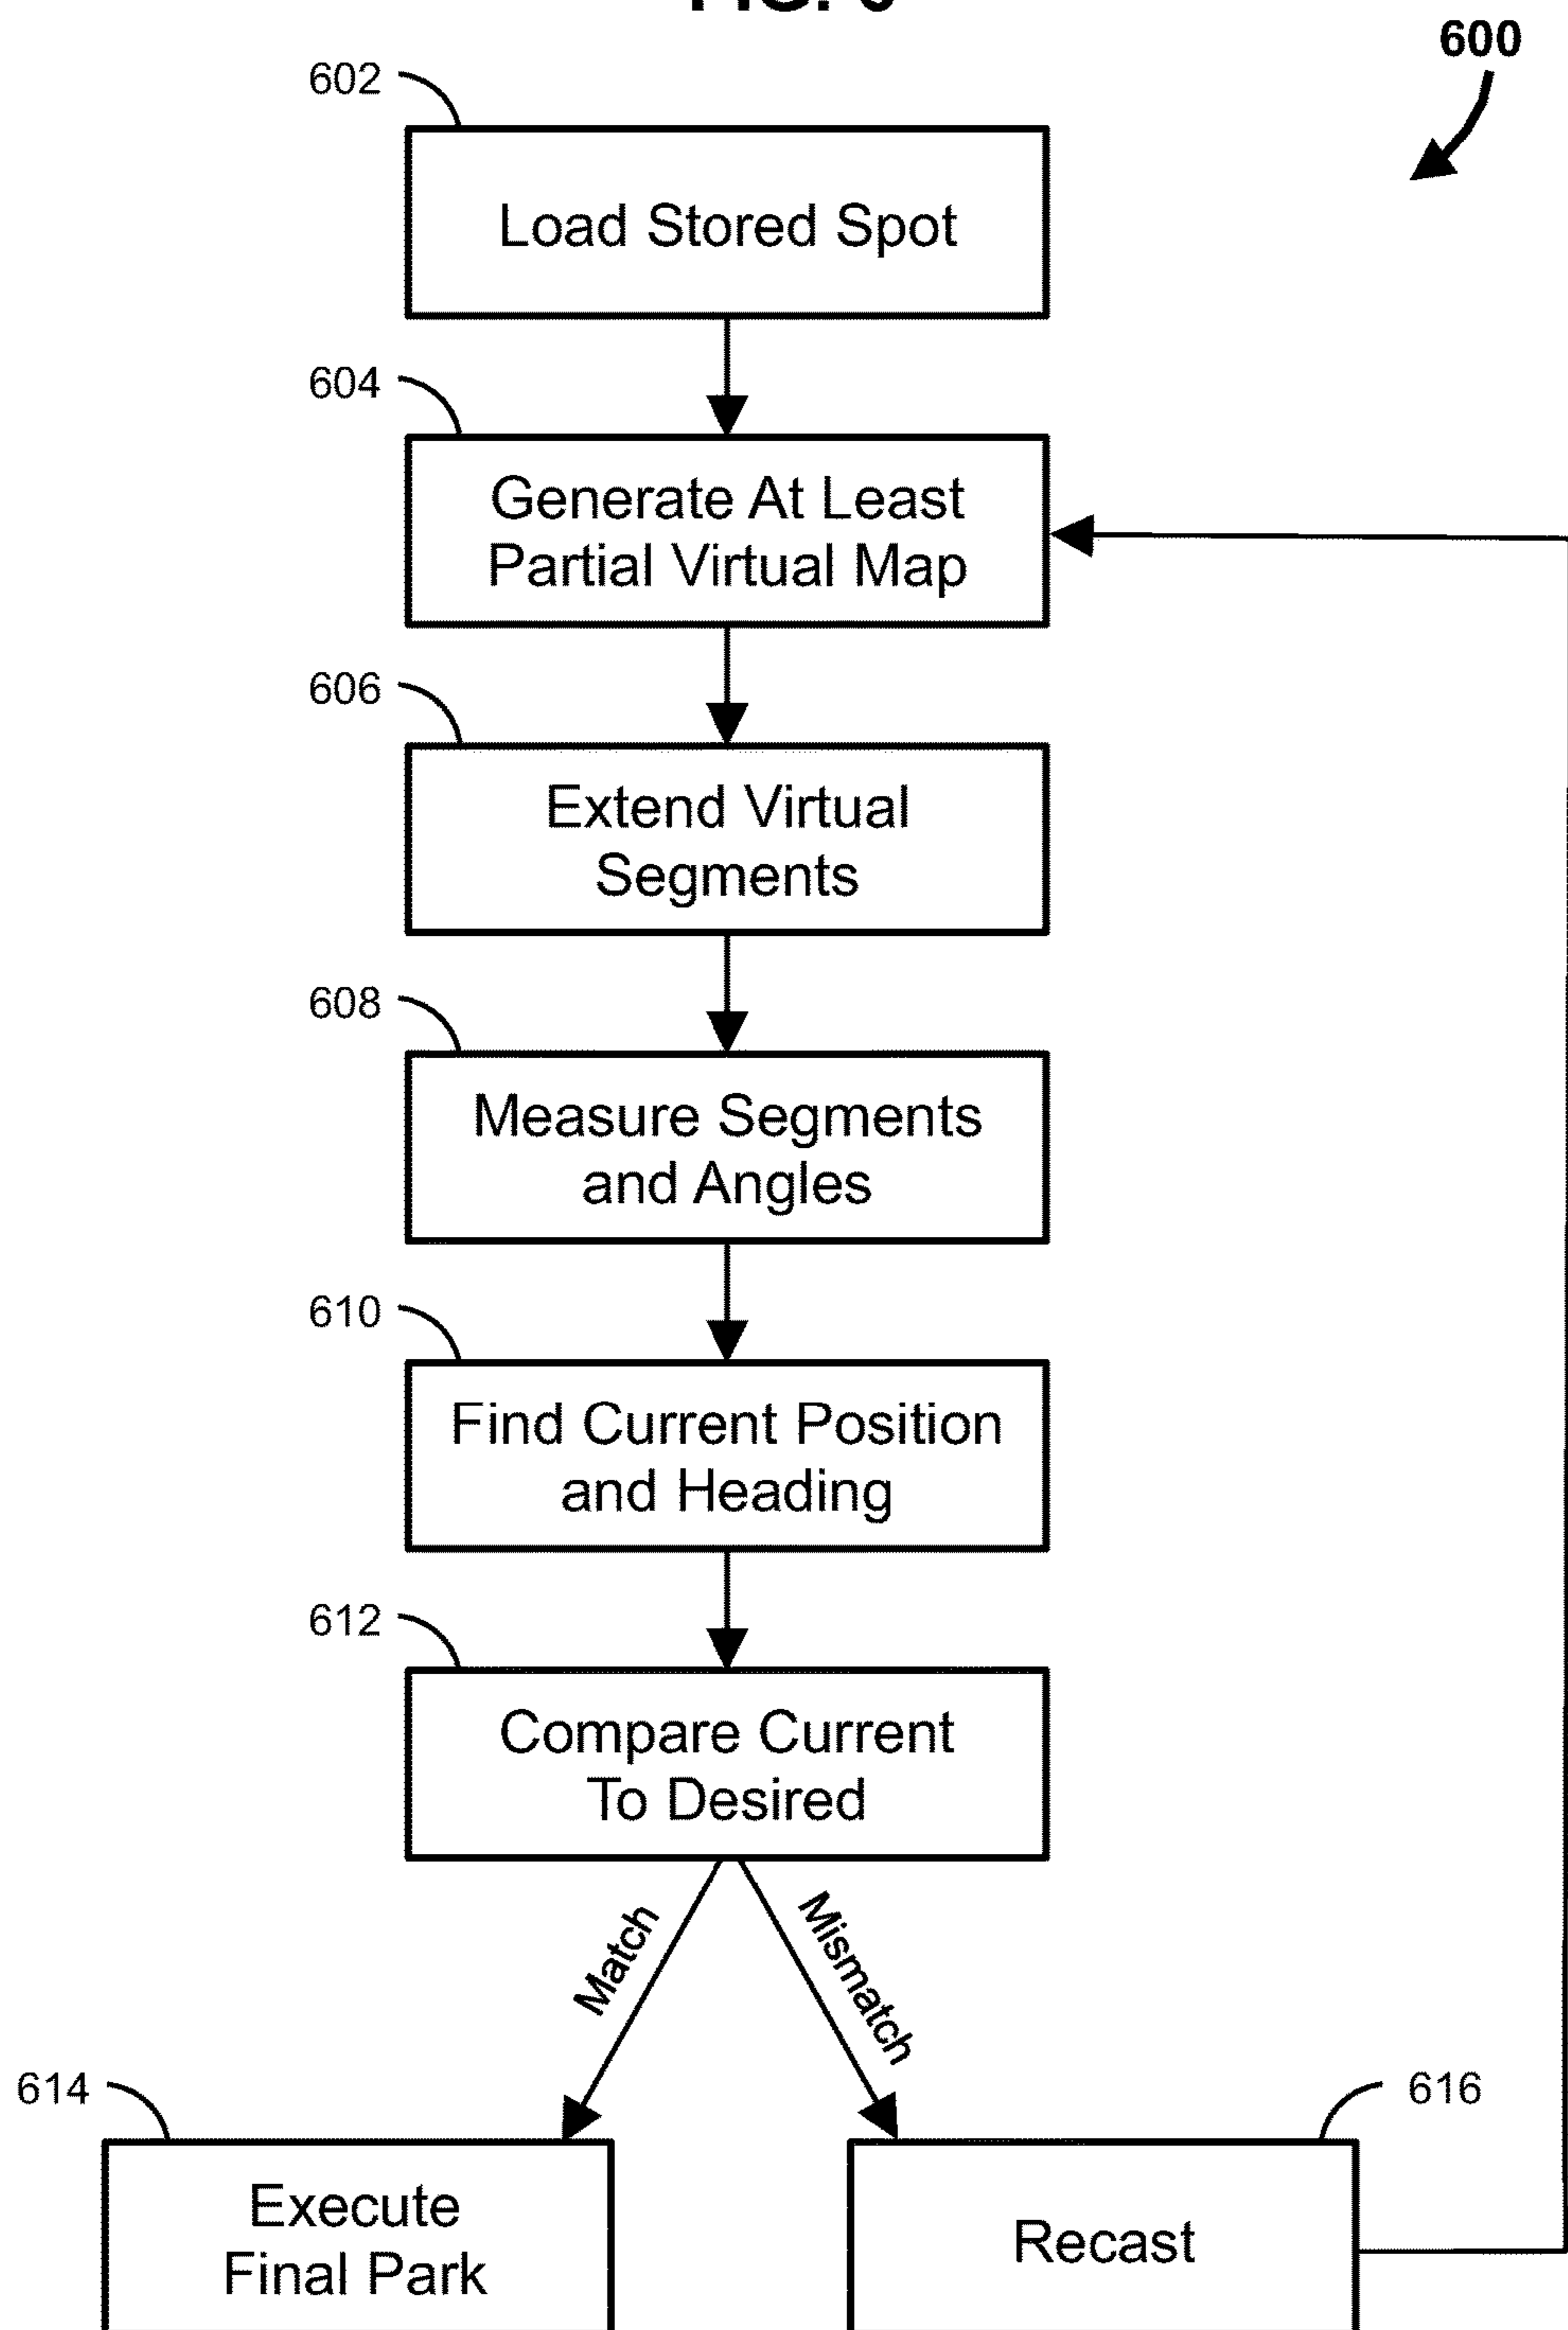 600
602
Load Stored Spot
604
Generate At Least
Partial Virtual Map
606
Extend Virtual
Segments
608
Measure Segments
and Angles
610
Find Current Position
and Heading
612
Compare Current
To Desired
Match
Mismatch
614
616
Execute
Final Park
Recast